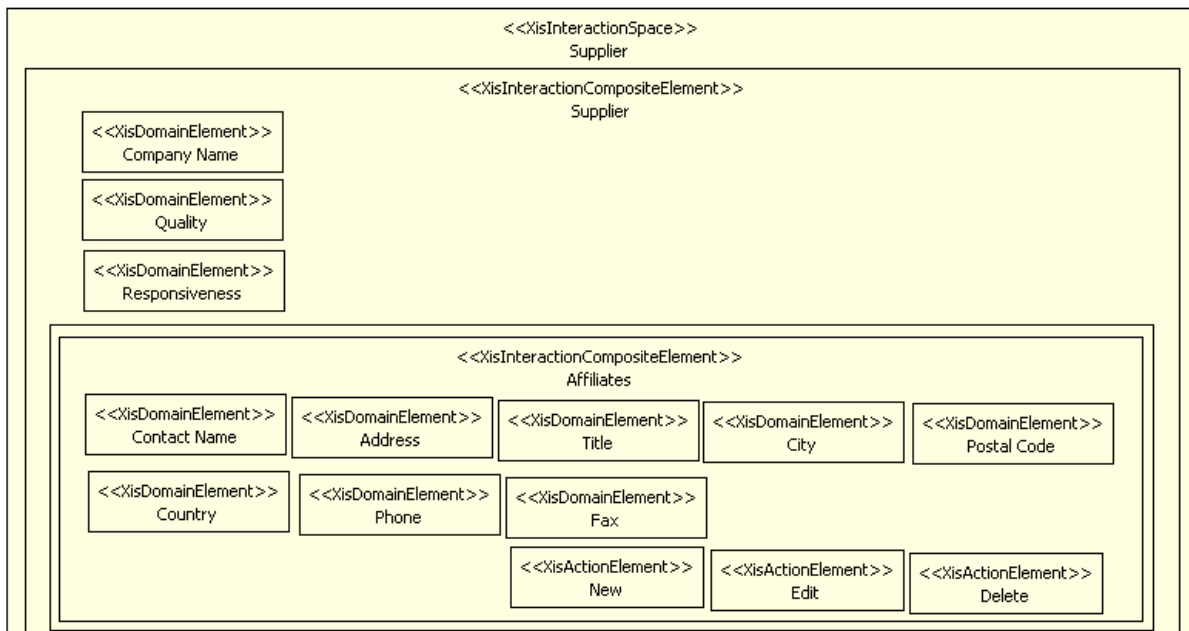 <<XisInteractionSpace>>
Supplier
<<XisInteractionCompositeElement>>
Supplier
<<XisDomainElement>>
Company Name
<<XisDomainElement>>
Quality
<<XisDomainElement>>
Responsiveness
<<XisInteractionCompositeElement>>
Affiliates
<<XisDomainElement>>
Contact Name
<<XisDomainElement>>
Address
<<XisDomainElement>>
Title
<<XisDomainElement>>
City
<<XisDomainElement>>
Postal Code
<<XisDomainElement>>
Country
<<XisDomainElement>>
Phone
<<XisDomainElement>>
Fax
<<XisActionElement>>
New
<<XisActionElement>>
Edit
<<XisActionElement>>
Delete